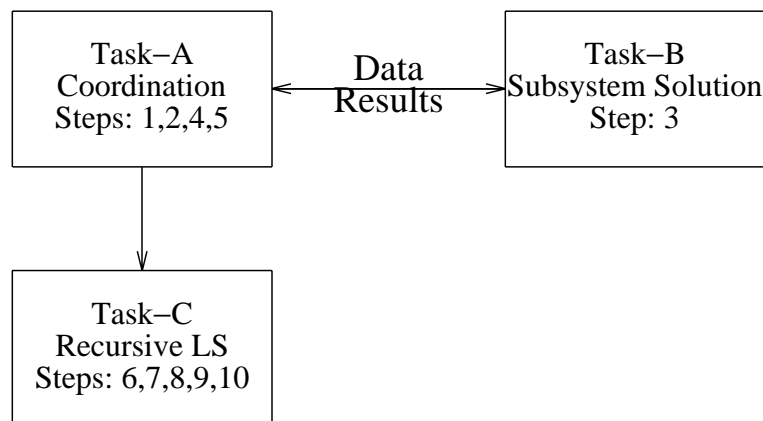 Task−A
Coordination
Steps: 1,2,4,5
Data
Results
Task−B
Subsystem Solution
Step: 3
Task−C
Recursive LS
Steps: 6,7,8,9,10